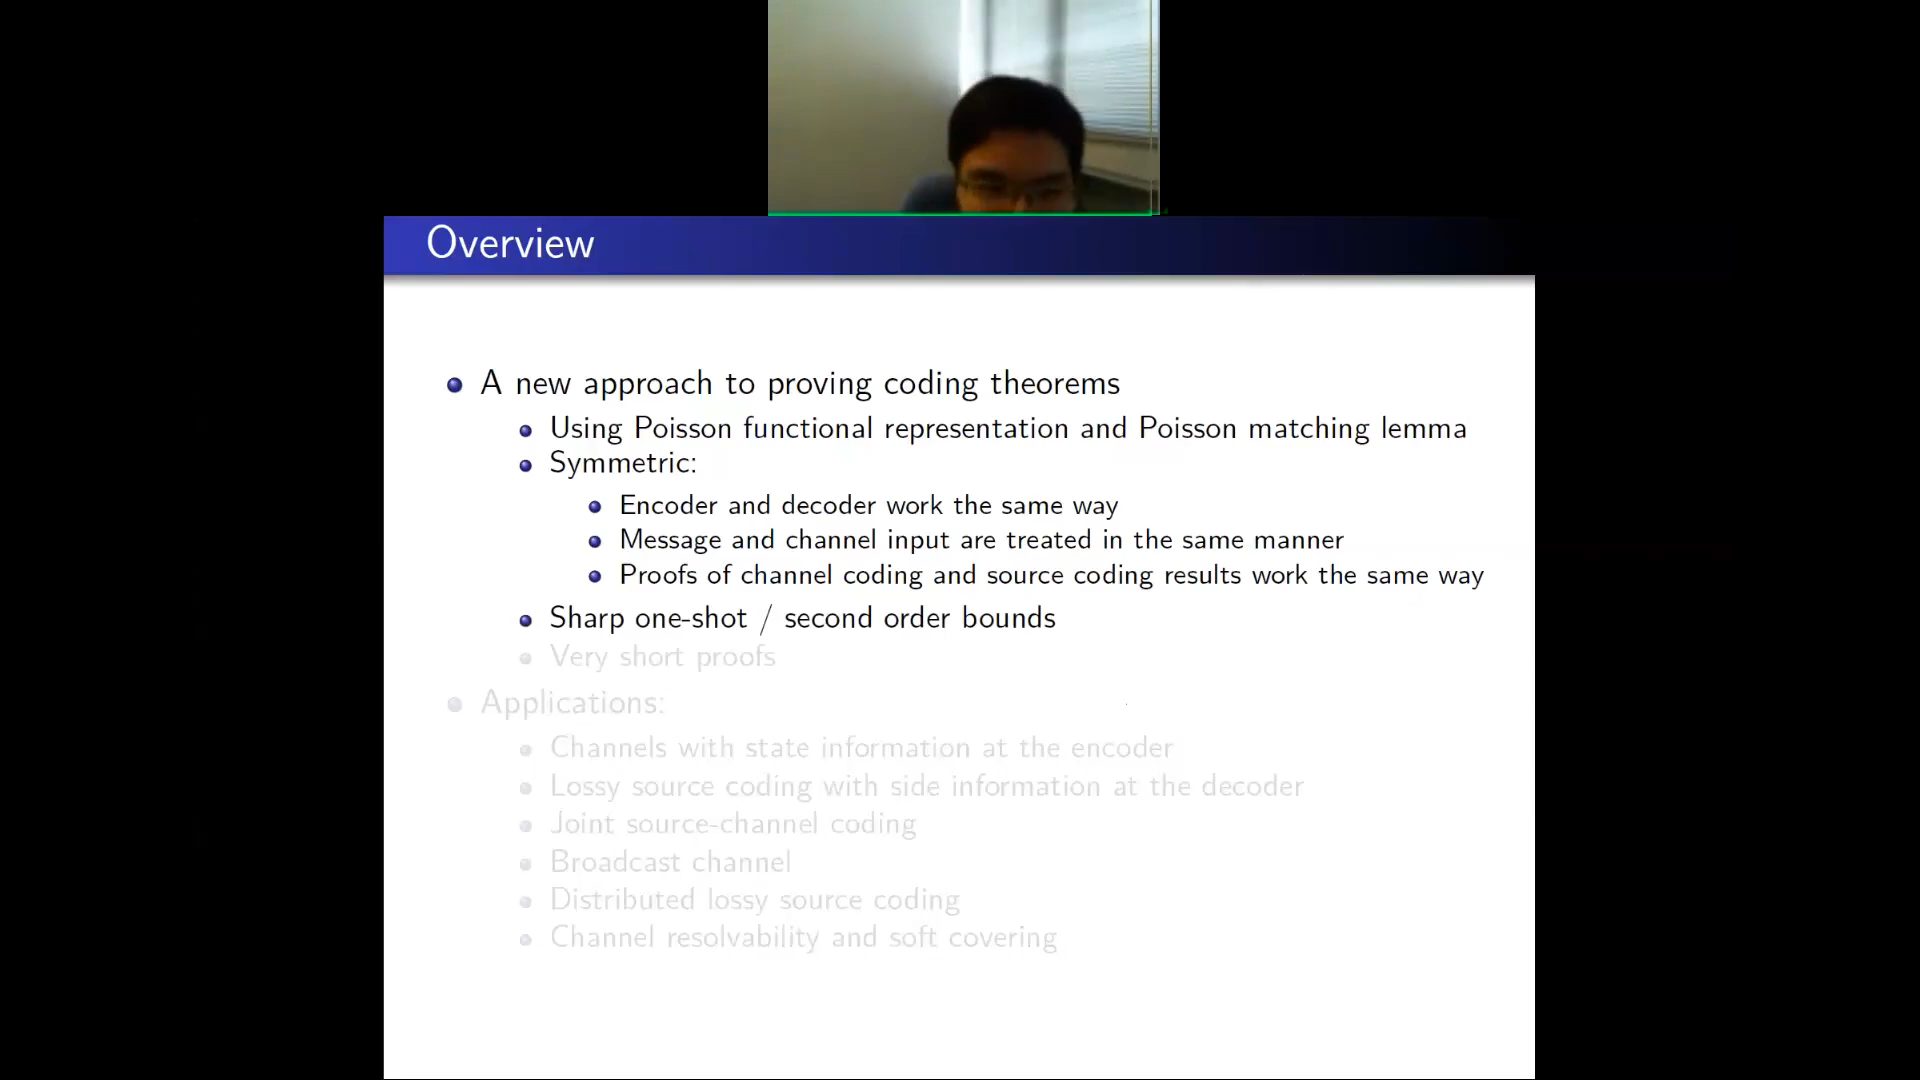 Overview
A new approach to proving coding theorems
Using Poisson functional representation and Poisson matching lemma
Symmetric:
Encoder and decoder work the same way
Message and channel input are treated in the same manner
Proofs of channel coding and source coding results work the same way
Sharp one-shot / second order bounds
Very short proofs
Applications:
Channels with state information at the encoder
Lossy source coding with side information at the decoder
Joint source-channel coding
Broadcast channel
Distributed lossy source coding
Channel resolvability and soft covering